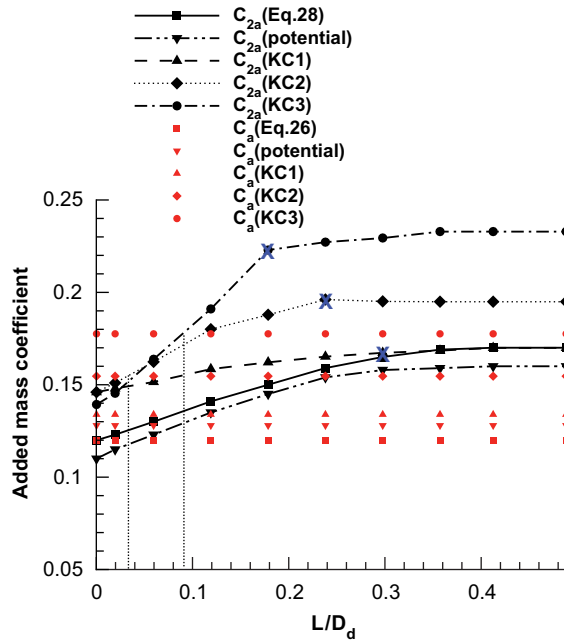 C2a(Eq.28)
C2a(potential)
C2a(KC1)
C2a(KC2)
C2a(KC3)
Ca(Eq.26)
Ca(potential)
Ca(KC1)
Ca(KC2)
Ca(KC3)
0.25
0.2
0.15
0.1
0.05
Added mass coefficient
X
X
X
0
0.1
0.2
0.3
0.4
L/Dd